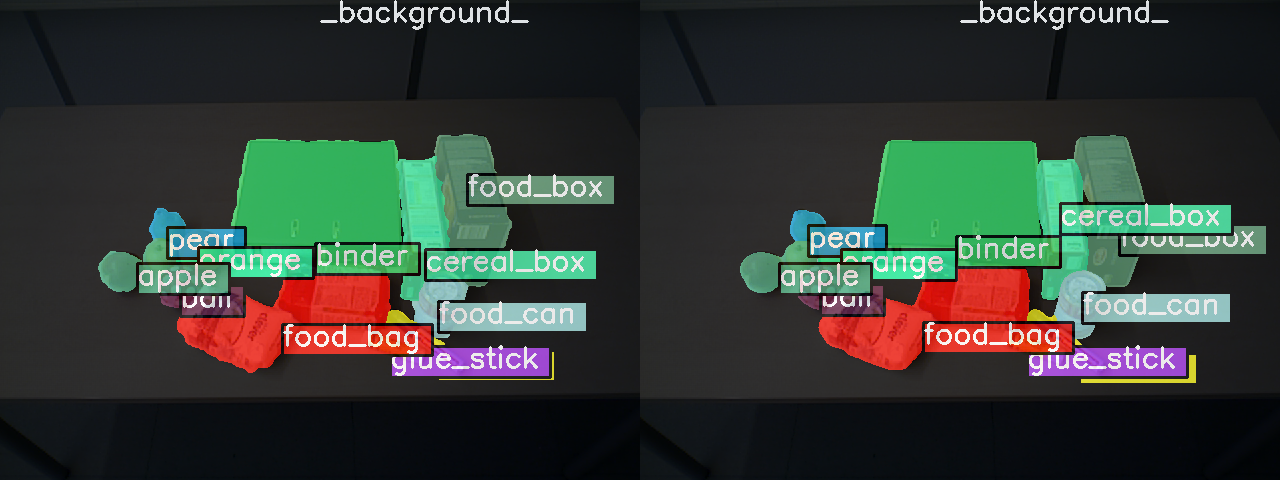 _background_
_background_
food_box
pear
orange
binder
cereal_box
apple
ball
food_can
food_bag
glue_stick
cereal_box
food_box
pear
orange
binder
apple
ball
food_can
food_bag
glue_stick